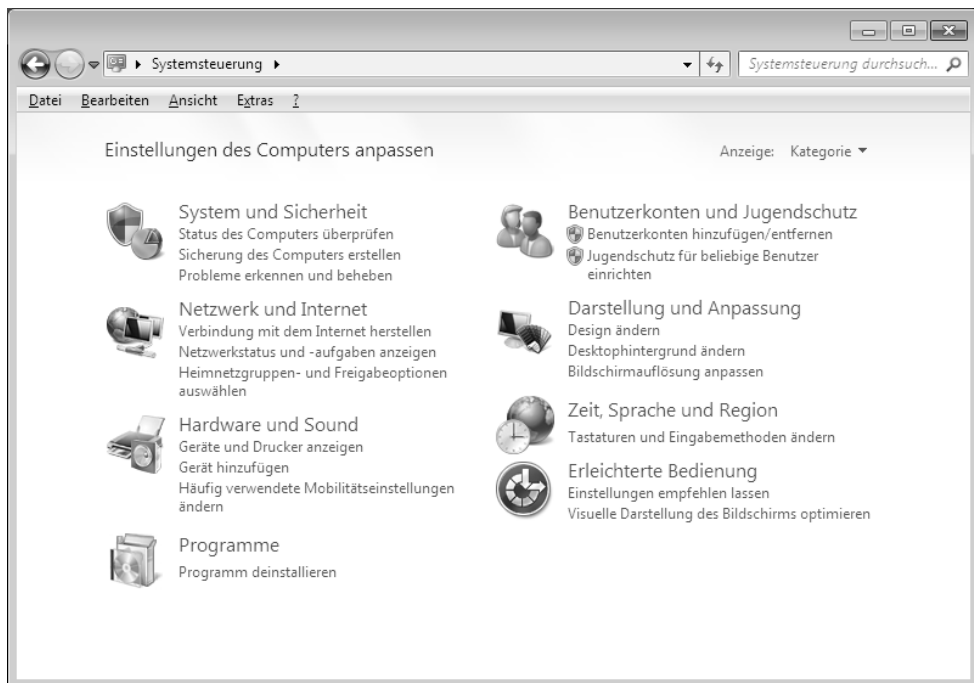 Systemsteuerung
Systemsteuerung durchsuch...
Datei Bearbeiten Ansicht Extras ?
Einstellungen des Computers anpassen
Anzeige: Kategorie
System und Sicherheit
Status des Computers überprüfen
Sicherung des Computers erstellen
Probleme erkennen und beheben
Netzwerk und Internet
Verbindung mit dem Internet herstellen
Netzwerkstatus und -aufgaben anzeigen
Heimnetzgruppen- und Freigabeoptionen
auswählen
Hardware und Sound
Geräte und Drucker anzeigen
Gerät hinzufügen
Häufig verwendete Mobilitätseinstellungen
ändern
Programme
Programm deinstallieren
Benutzerkonten und Jugendschutz
Benutzerkonten hinzufügen/entfernen
Jugendschutz für beliebige Benutzer
einrichten
Darstellung und Anpassung
Design ändern
Desktophintergrund ändern
Bildschirmauflösung anpassen
Zeit, Sprache und Region
Tastaturen und Eingabemethoden ändern
Erleichterte Bedienung
Einstellungen empfehlen lassen
Visuelle Darstellung des Bildschirms optimieren